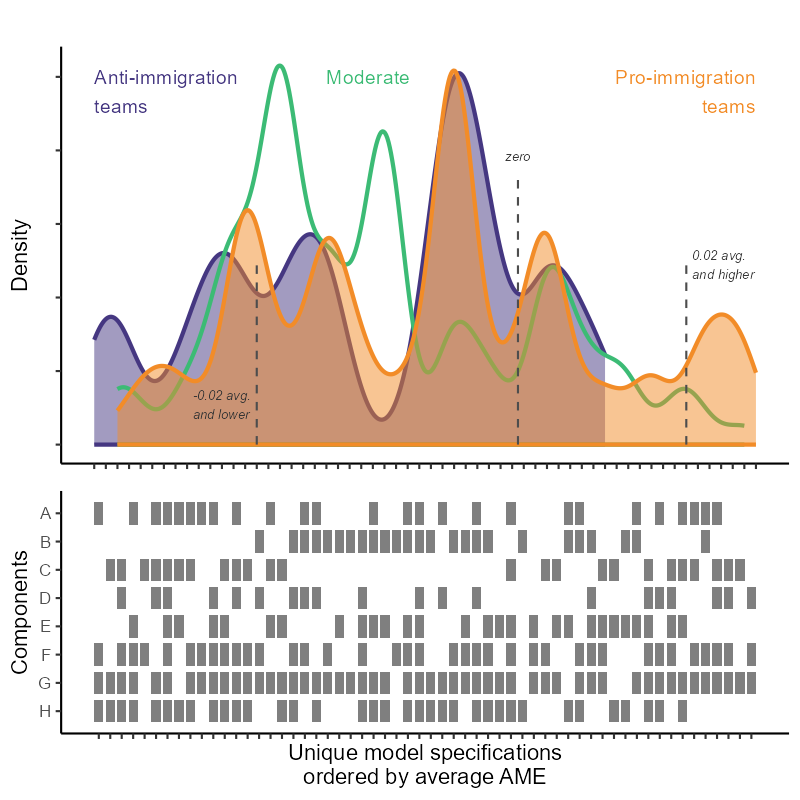 Anti-immigration
teams
Moderate
Pro-immigration
teams
zero
0.02 avg.
and higher
-0.02 avg.
and lower
Density
A
B
C
D
E
F
G
H
Components
Unique model specifications
ordered by average AME